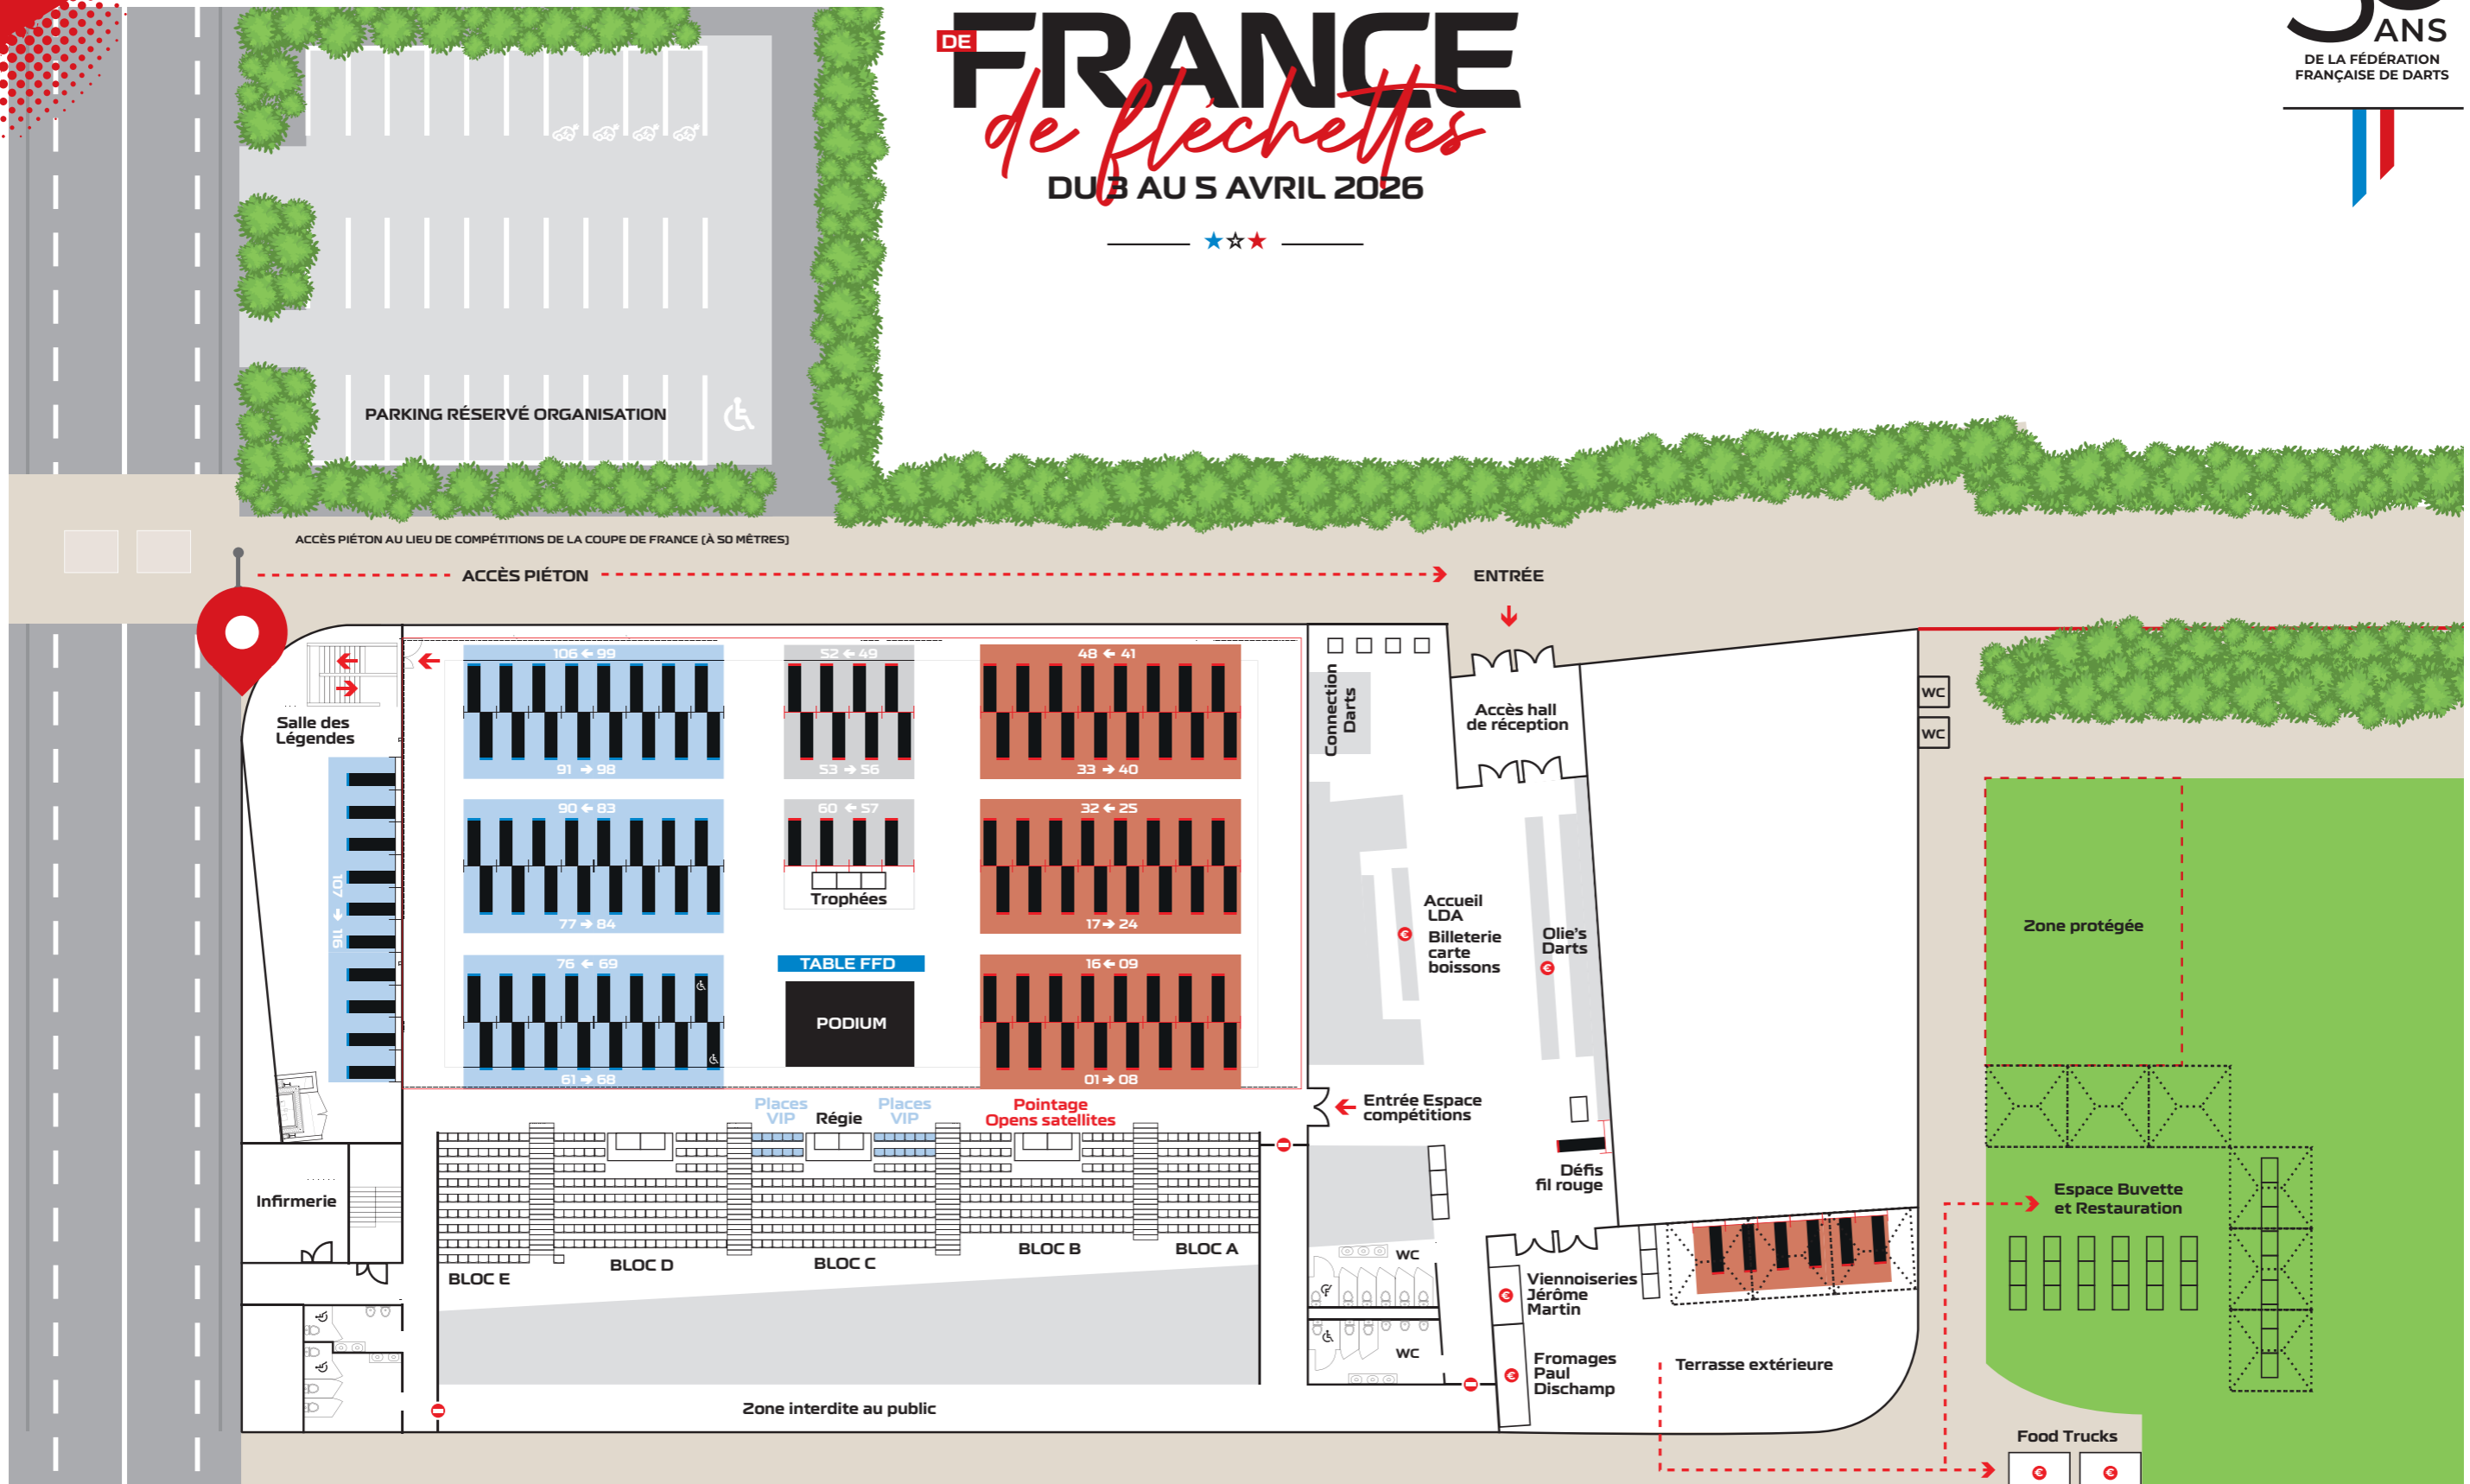 DE
FRANCE
de fléchettes
DU 3 AU 5 AVRIL 2026
ANS
DE LA FÉDÉRATION
FRANÇAISE DE DARTS
PARKING RÉSERVÉ ORGANISATION
ACCÈS PIÉTON AU LIEU DE COMPÉTITIONS DE LA COUPE DE FRANCE (À 50 MÊTRES)
ACCÈS PIÉTON
ENTRÉE
106 ← 99
52 ← 49
48 ← 41
Salle des
Légendes
Connection
Darts
Accès hall
de réception
WC
WC
91 → 98
53 → 56
33 → 40
90 ← 83
60 ← 57
32 ← 25
107 → 116
Trophées
77 → 84
17 → 24
Accueil
LDA
Billeterie
carte
boissons
€
Olie's
Darts
€
Zone protégée
76 ← 69
TABLE FFD
16 ← 09
PODIUM
61 → 68
01 → 08
Places
VIP
Régie
Places
VIP
Pointage
Opens satellites
Entrée Espace
compétitions
Défis
fil rouge
Infirmerie
Espace Buvette
et Restauration
BLOC E
BLOC D
BLOC C
BLOC B
BLOC A
WC
WC
Viennoiseries
Jérôme
Martin
€
Fromages
Paul
Dischamp
€
Terrasse extérieure
Zone interdite au public
Food Trucks
€
€